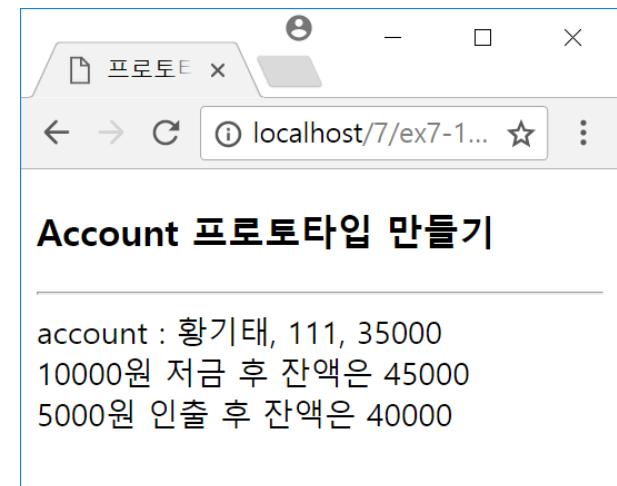 프로토
localhost/7/ex7-1...
Account 프로토타입 만들기
account : 황기태, 111, 35000
10000원 저금 후 잔액은 45000
5000원 인출 후 잔액은 40000